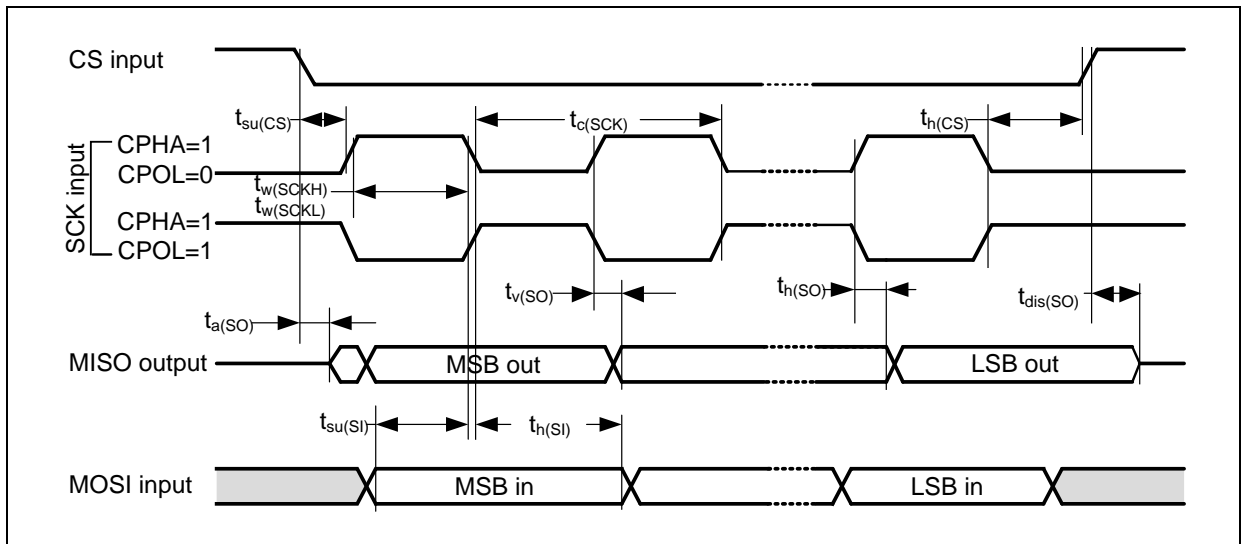 CS input
tsu(CS)
tc(SCK)
th(CS)
SCK input
CPHA=1
CPOL=0
tw(SCKH)
tw(SCKL)
CPHA=1
CPOL=1
tv(SO)
th(SO)
tdis(SO)
ta(SO)
MISO output
MSB out
LSB out
tsu(SI)
th(SI)
MOSI input
MSB in
LSB in